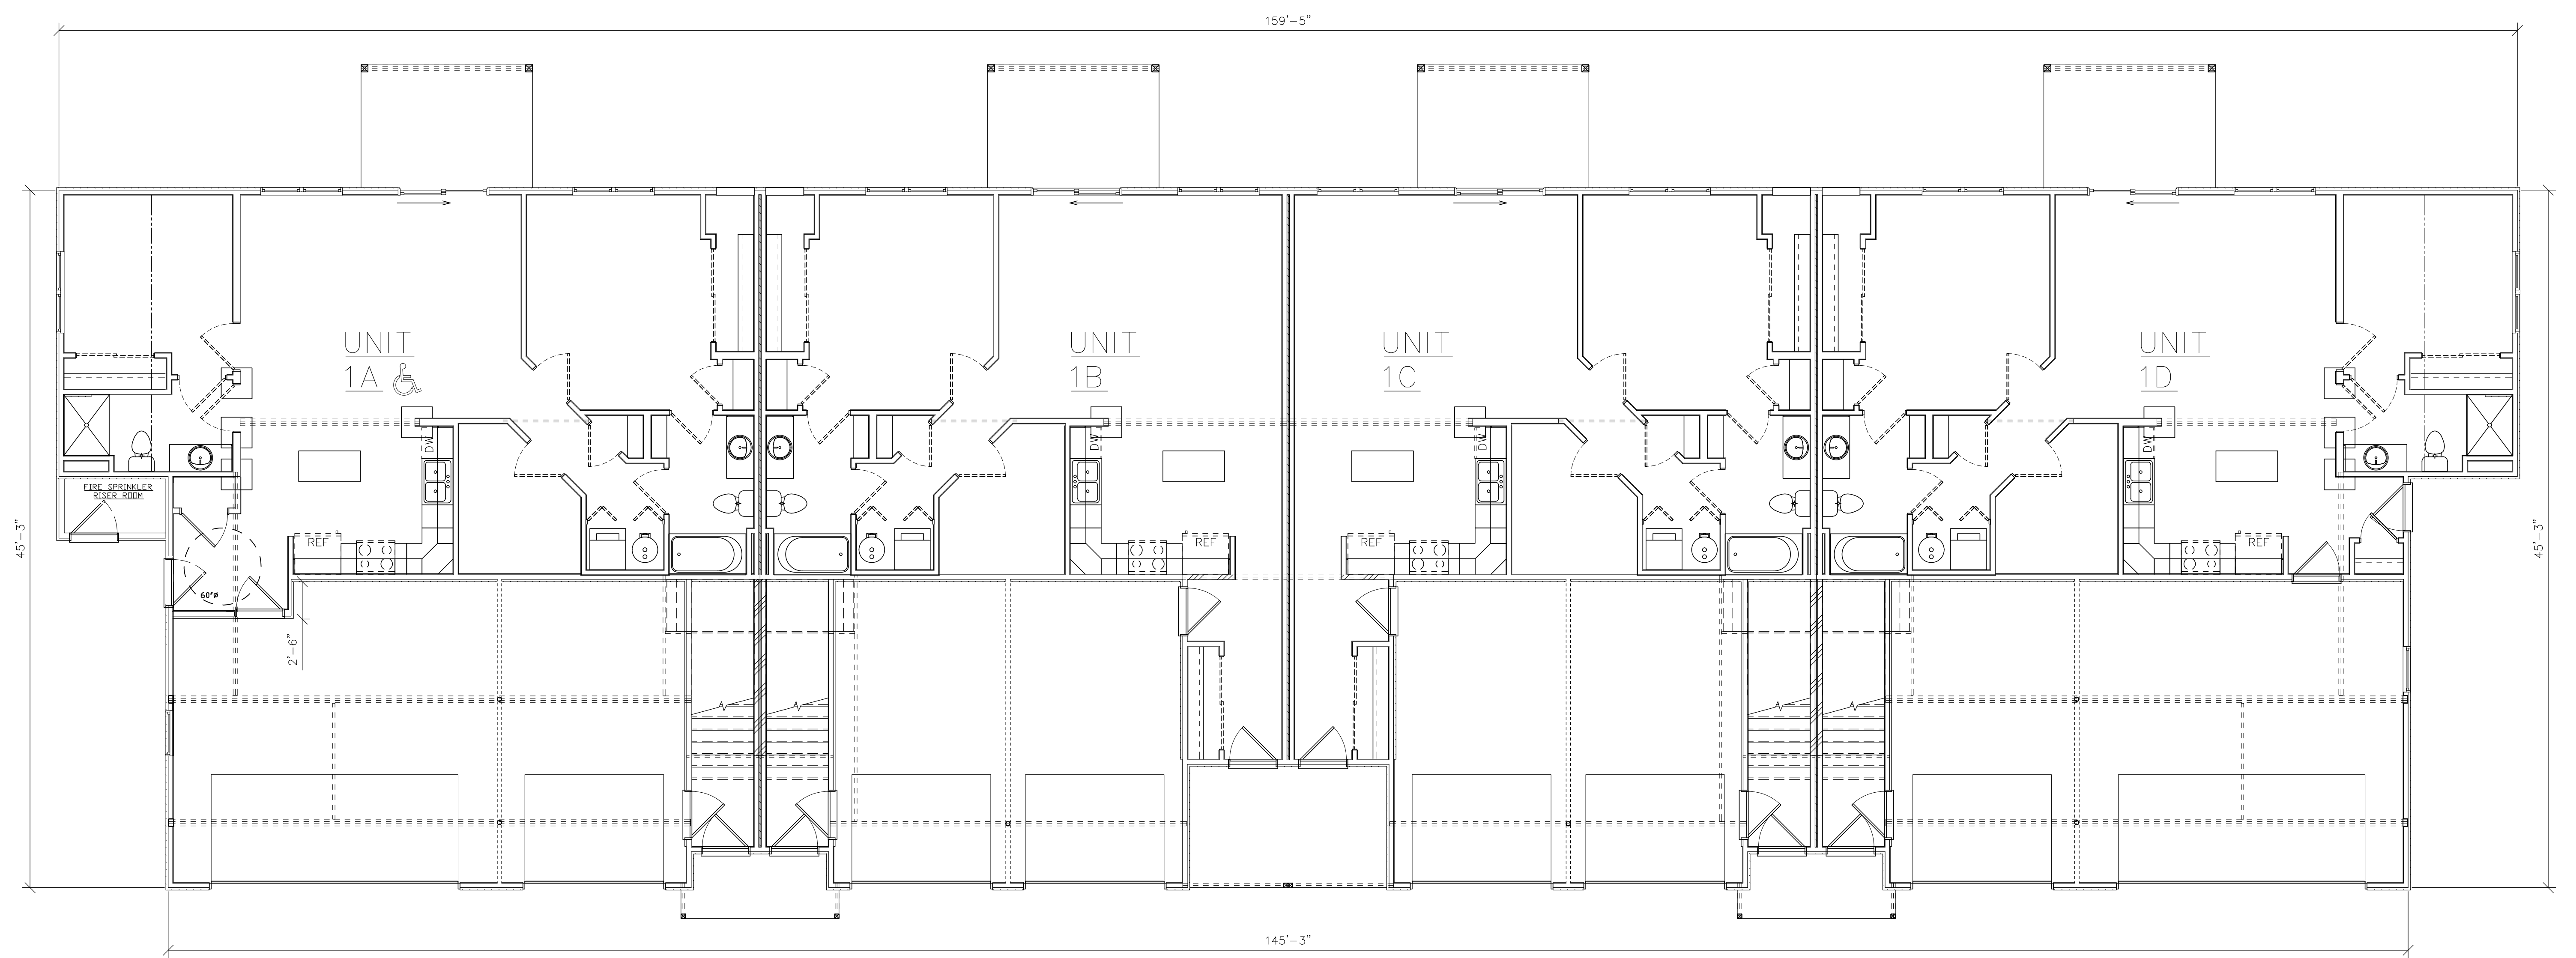 159'-5"
UNIT
1A
UNIT
1B
UNIT
1C
UNIT
1D
DW
DW
DW
DW
FIRE SPRINKLER
RISER ROOM
45'-3"
45'-3"
REF
REF
REF
REF
60"ø
2'-6"
145'-3"